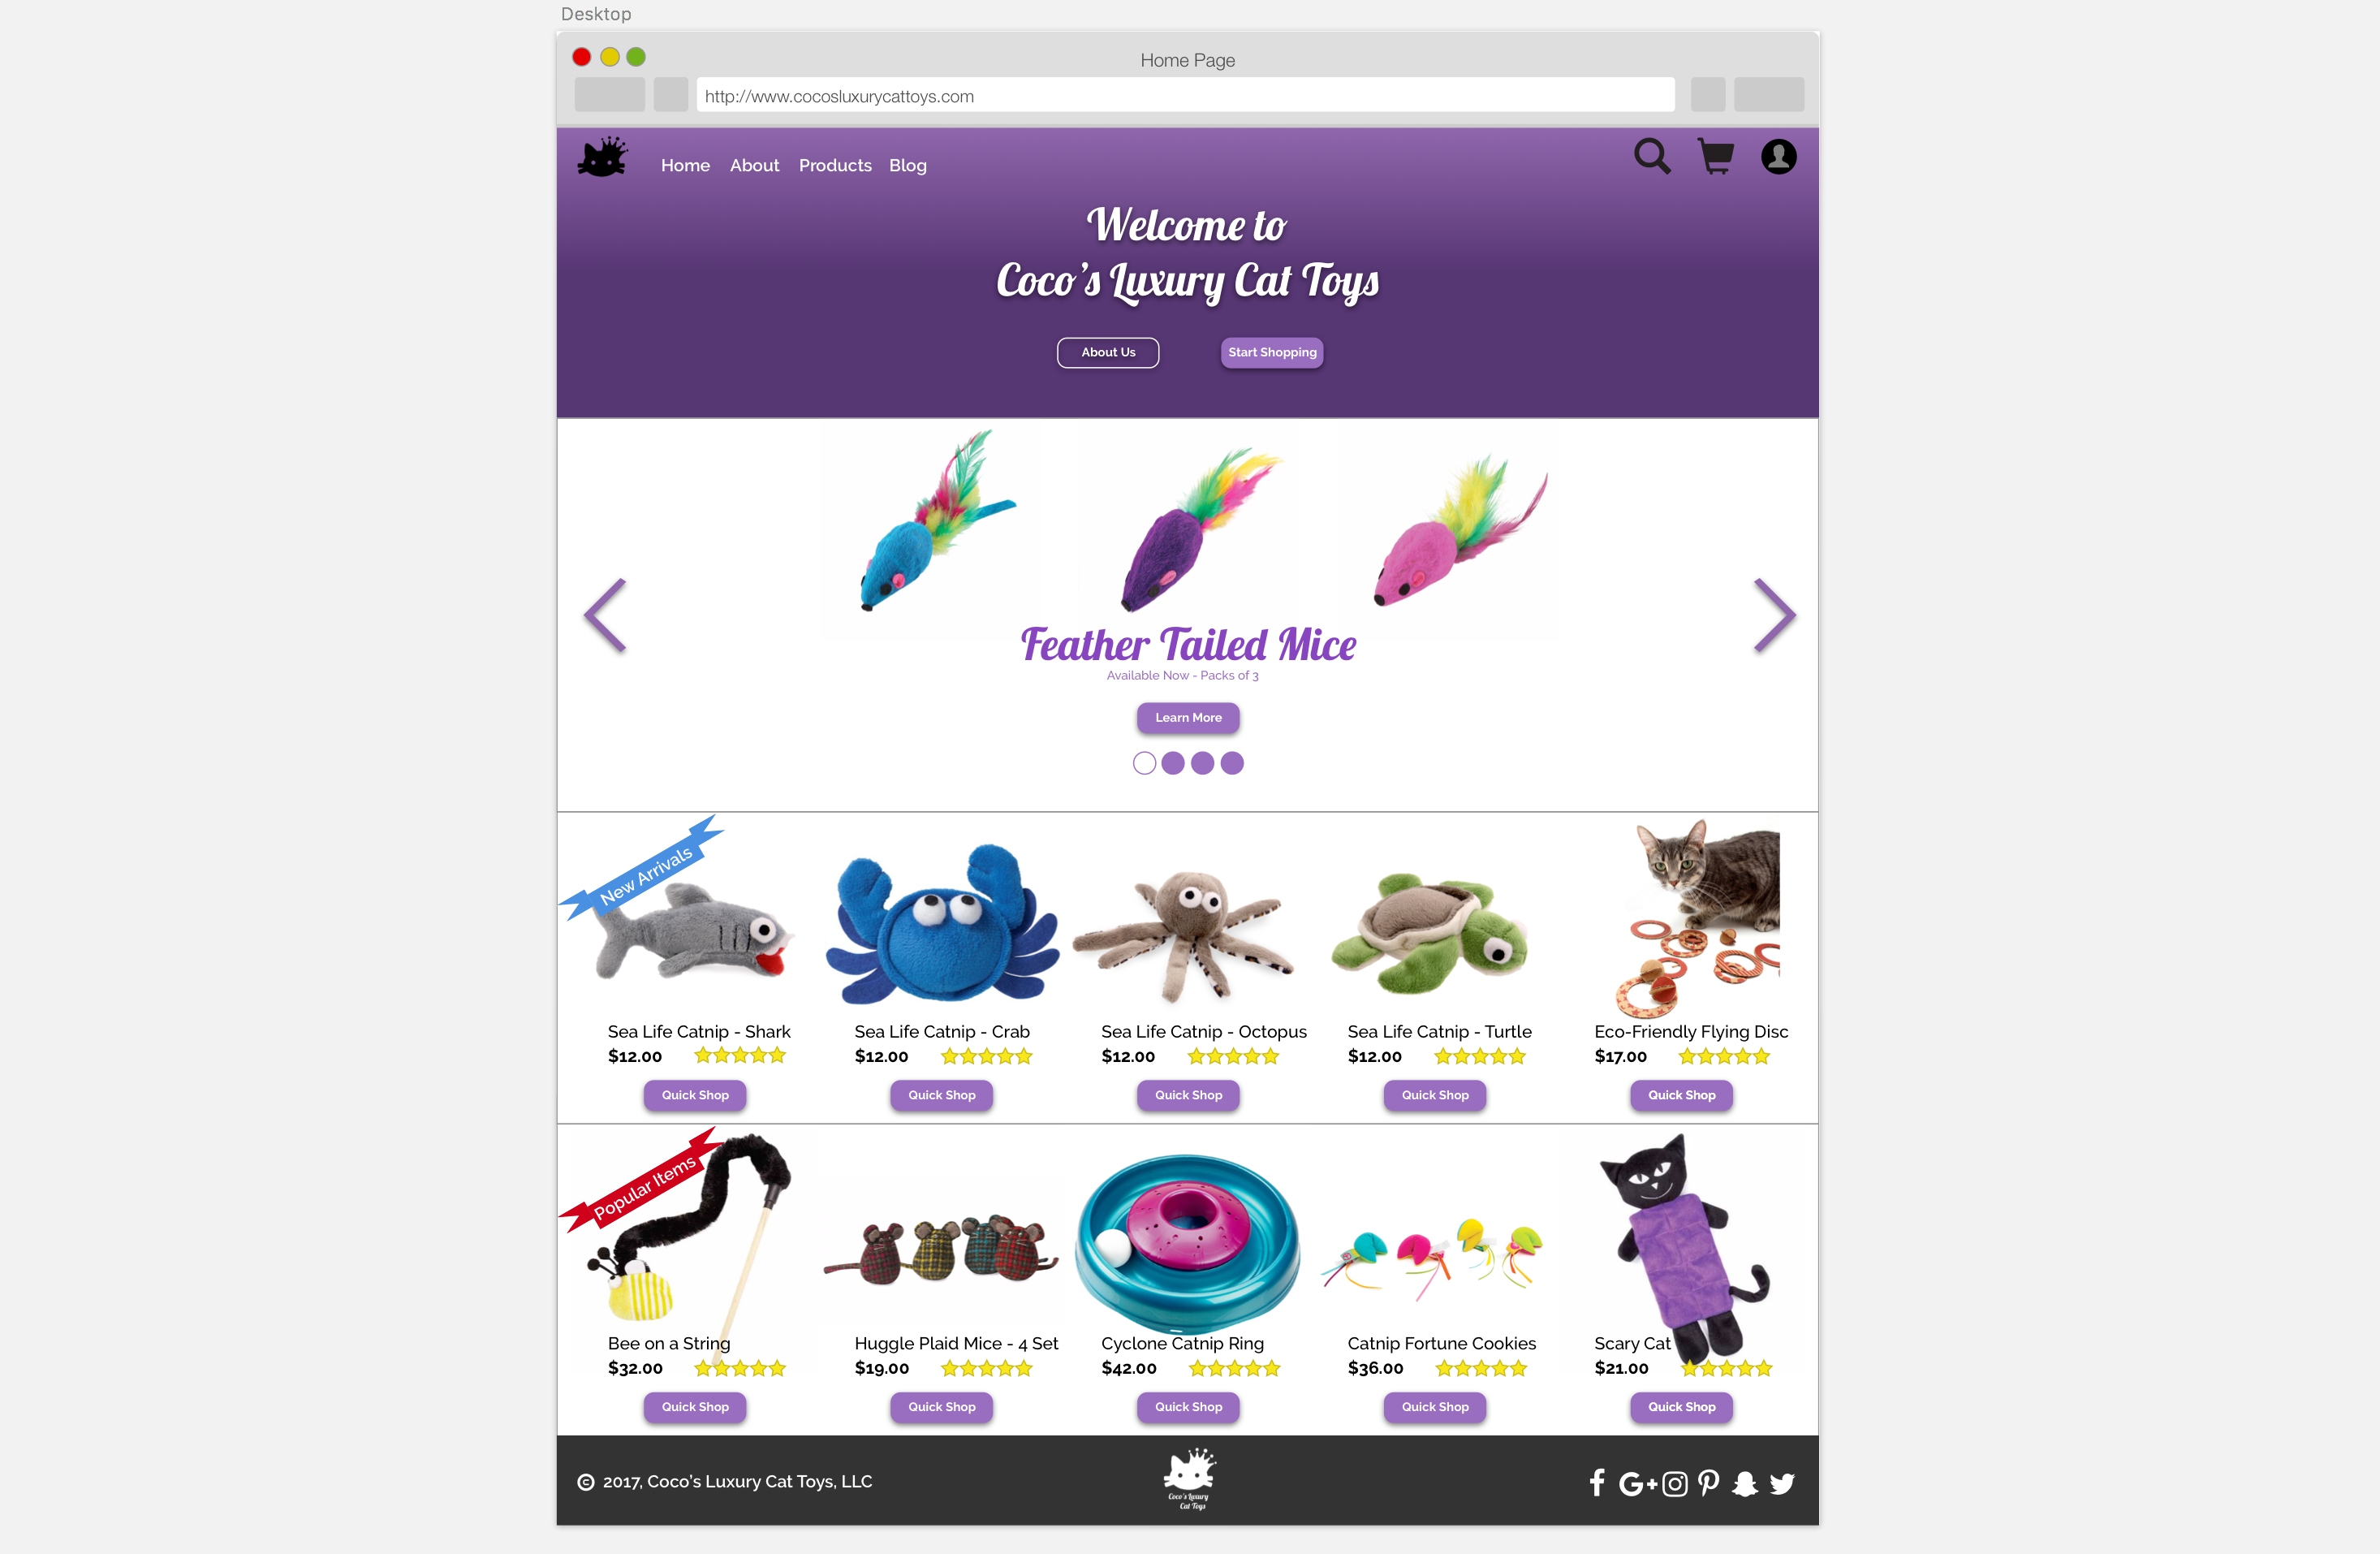 Desktop
Home Page
http://www.cocosluxurycattoys.com
Home About Products Blog
Welcome to
Coco's Luxury Cat Toys
About Us Start Shopping
Feather Tailed Mice
Available Now - Packs of 3
Learn More
New Arrivals
Sea Life Catnip - Shark
$12.00
Quick Shop
Sea Life Catnip - Crab
$12.00
Quick Shop
Sea Life Catnip - Octopus
$12.00
Quick Shop
Sea Life Catnip - Turtle
$12.00
Quick Shop
Eco-Friendly Flying Disc
$17.00
Quick Shop
Popular Items
Bee on a String
$32.00
Quick Shop
Huggle Plaid Mice - 4 Set
$19.00
Quick Shop
Cyclone Catnip Ring
$42.00
Quick Shop
Catnip Fortune Cookies
$36.00
Quick Shop
Scary Cat
$21.00
Quick Shop
© 2017, Coco's Luxury Cat Toys, LLC
Coco's Luxury
Cat Toys
f G+